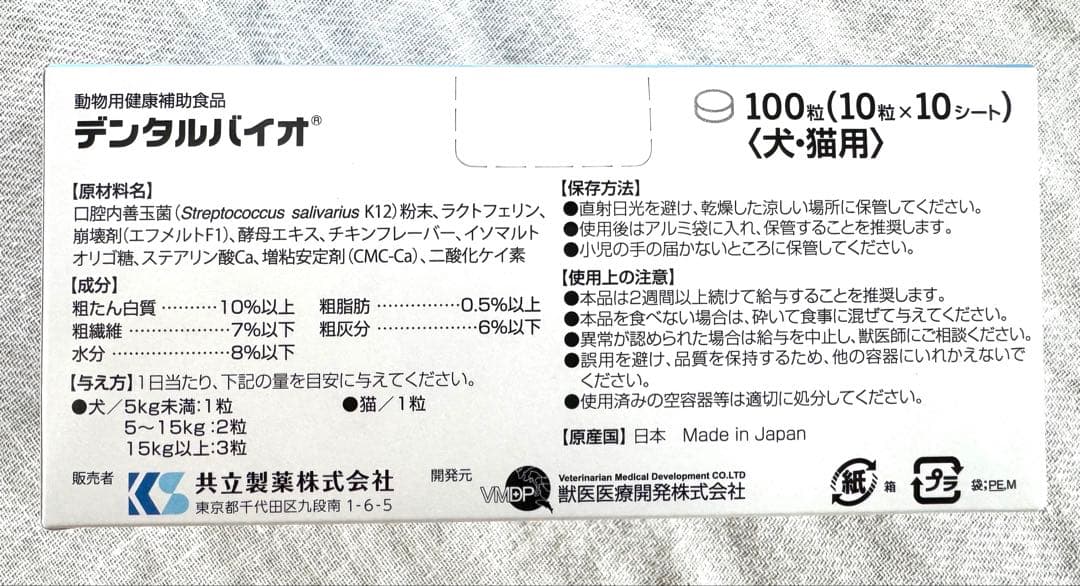 動物用健康補助食品
デンタルバイオ®
100粒(10粒×10シート)
〈犬・猫用〉
【原材料名】
口腔内善玉菌(Streptococcus salivarius K12)粉末、ラクトフェリン、
崩壊剤(エフメルトF1)、酵母エキス、チキンフレーバー、イソマルト
オリゴ糖、ステアリン酸Ca、増粘安定剤(CMC-Ca)、二酸化ケイ素
【成分】
粗たん白質 ………… 10%以上 粗脂肪 ………… 0.5%以上
粗繊維 ………… 7%以下 粗灰分 ………… 6%以下
水分 ………… 8%以下
【与え方】1日当たり、下記の量を目安に与えてください。
●犬/5kg未満:1粒 ●猫/1粒
5〜15kg:2粒
15kg以上:3粒
【保存方法】
●直射日光を避け、乾燥した涼しい場所に保管してください。
●使用後はアルミ袋に入れ、保管することを推奨します。
●小児の手の届かないところに保管してください。
【使用上の注意】
●本品は2週間以上続けて給与することを推奨します。
●本品を食べない場合は、砕いて食事に混ぜて与えてください。
●異常が認められた場合は給与を中止し、獣医師にご相談ください。
●誤用を避け、品質を保持するため、他の容器にいれかえないで
ください。
●使用済みの空容器等は適切に処分してください。
【原産国】日本 Made in Japan
販売者 KS 共立製薬株式会社
東京都千代田区九段南 1-6-5
開発元 VMDP Veterinarian Medical Development CO.LTD
獣医医療開発株式会社
紙 箱 プラ 袋;PE,M